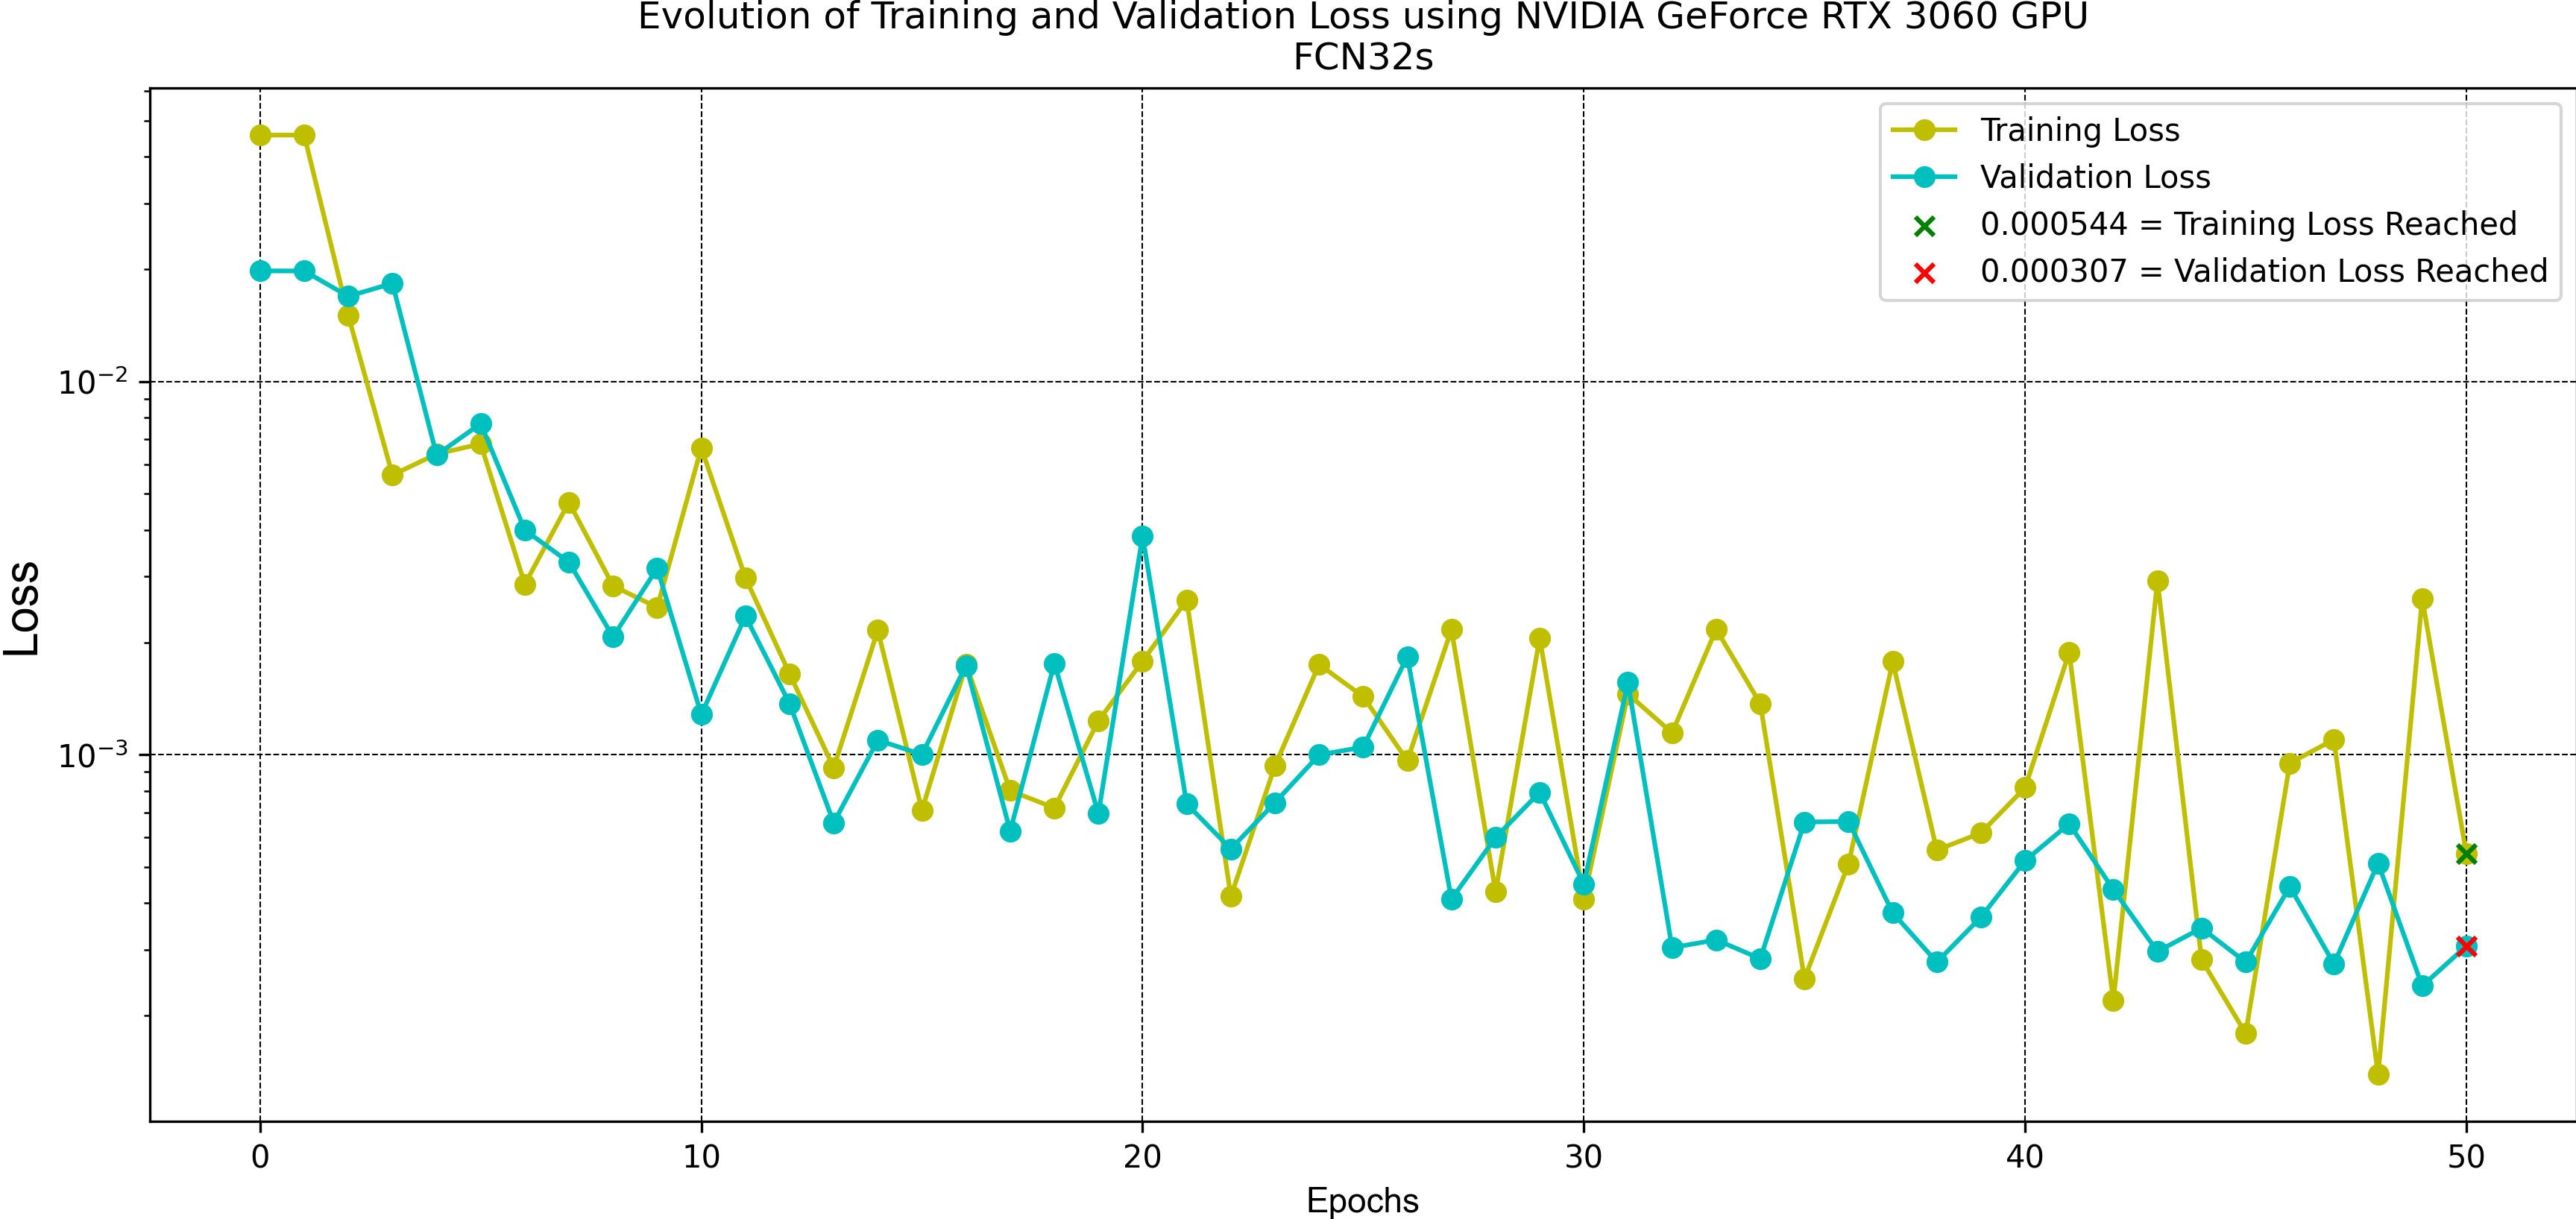 Evolution of Training and Validation Loss using NVIDIA GeForce RTX 3060 GPU
FCN32s
Training Loss
Validation Loss
0.000544 = Training Loss Reached
0.000307 = Validation Loss Reached
10⁻²
10⁻³
Loss
0 10 20 30 40 50
Epochs